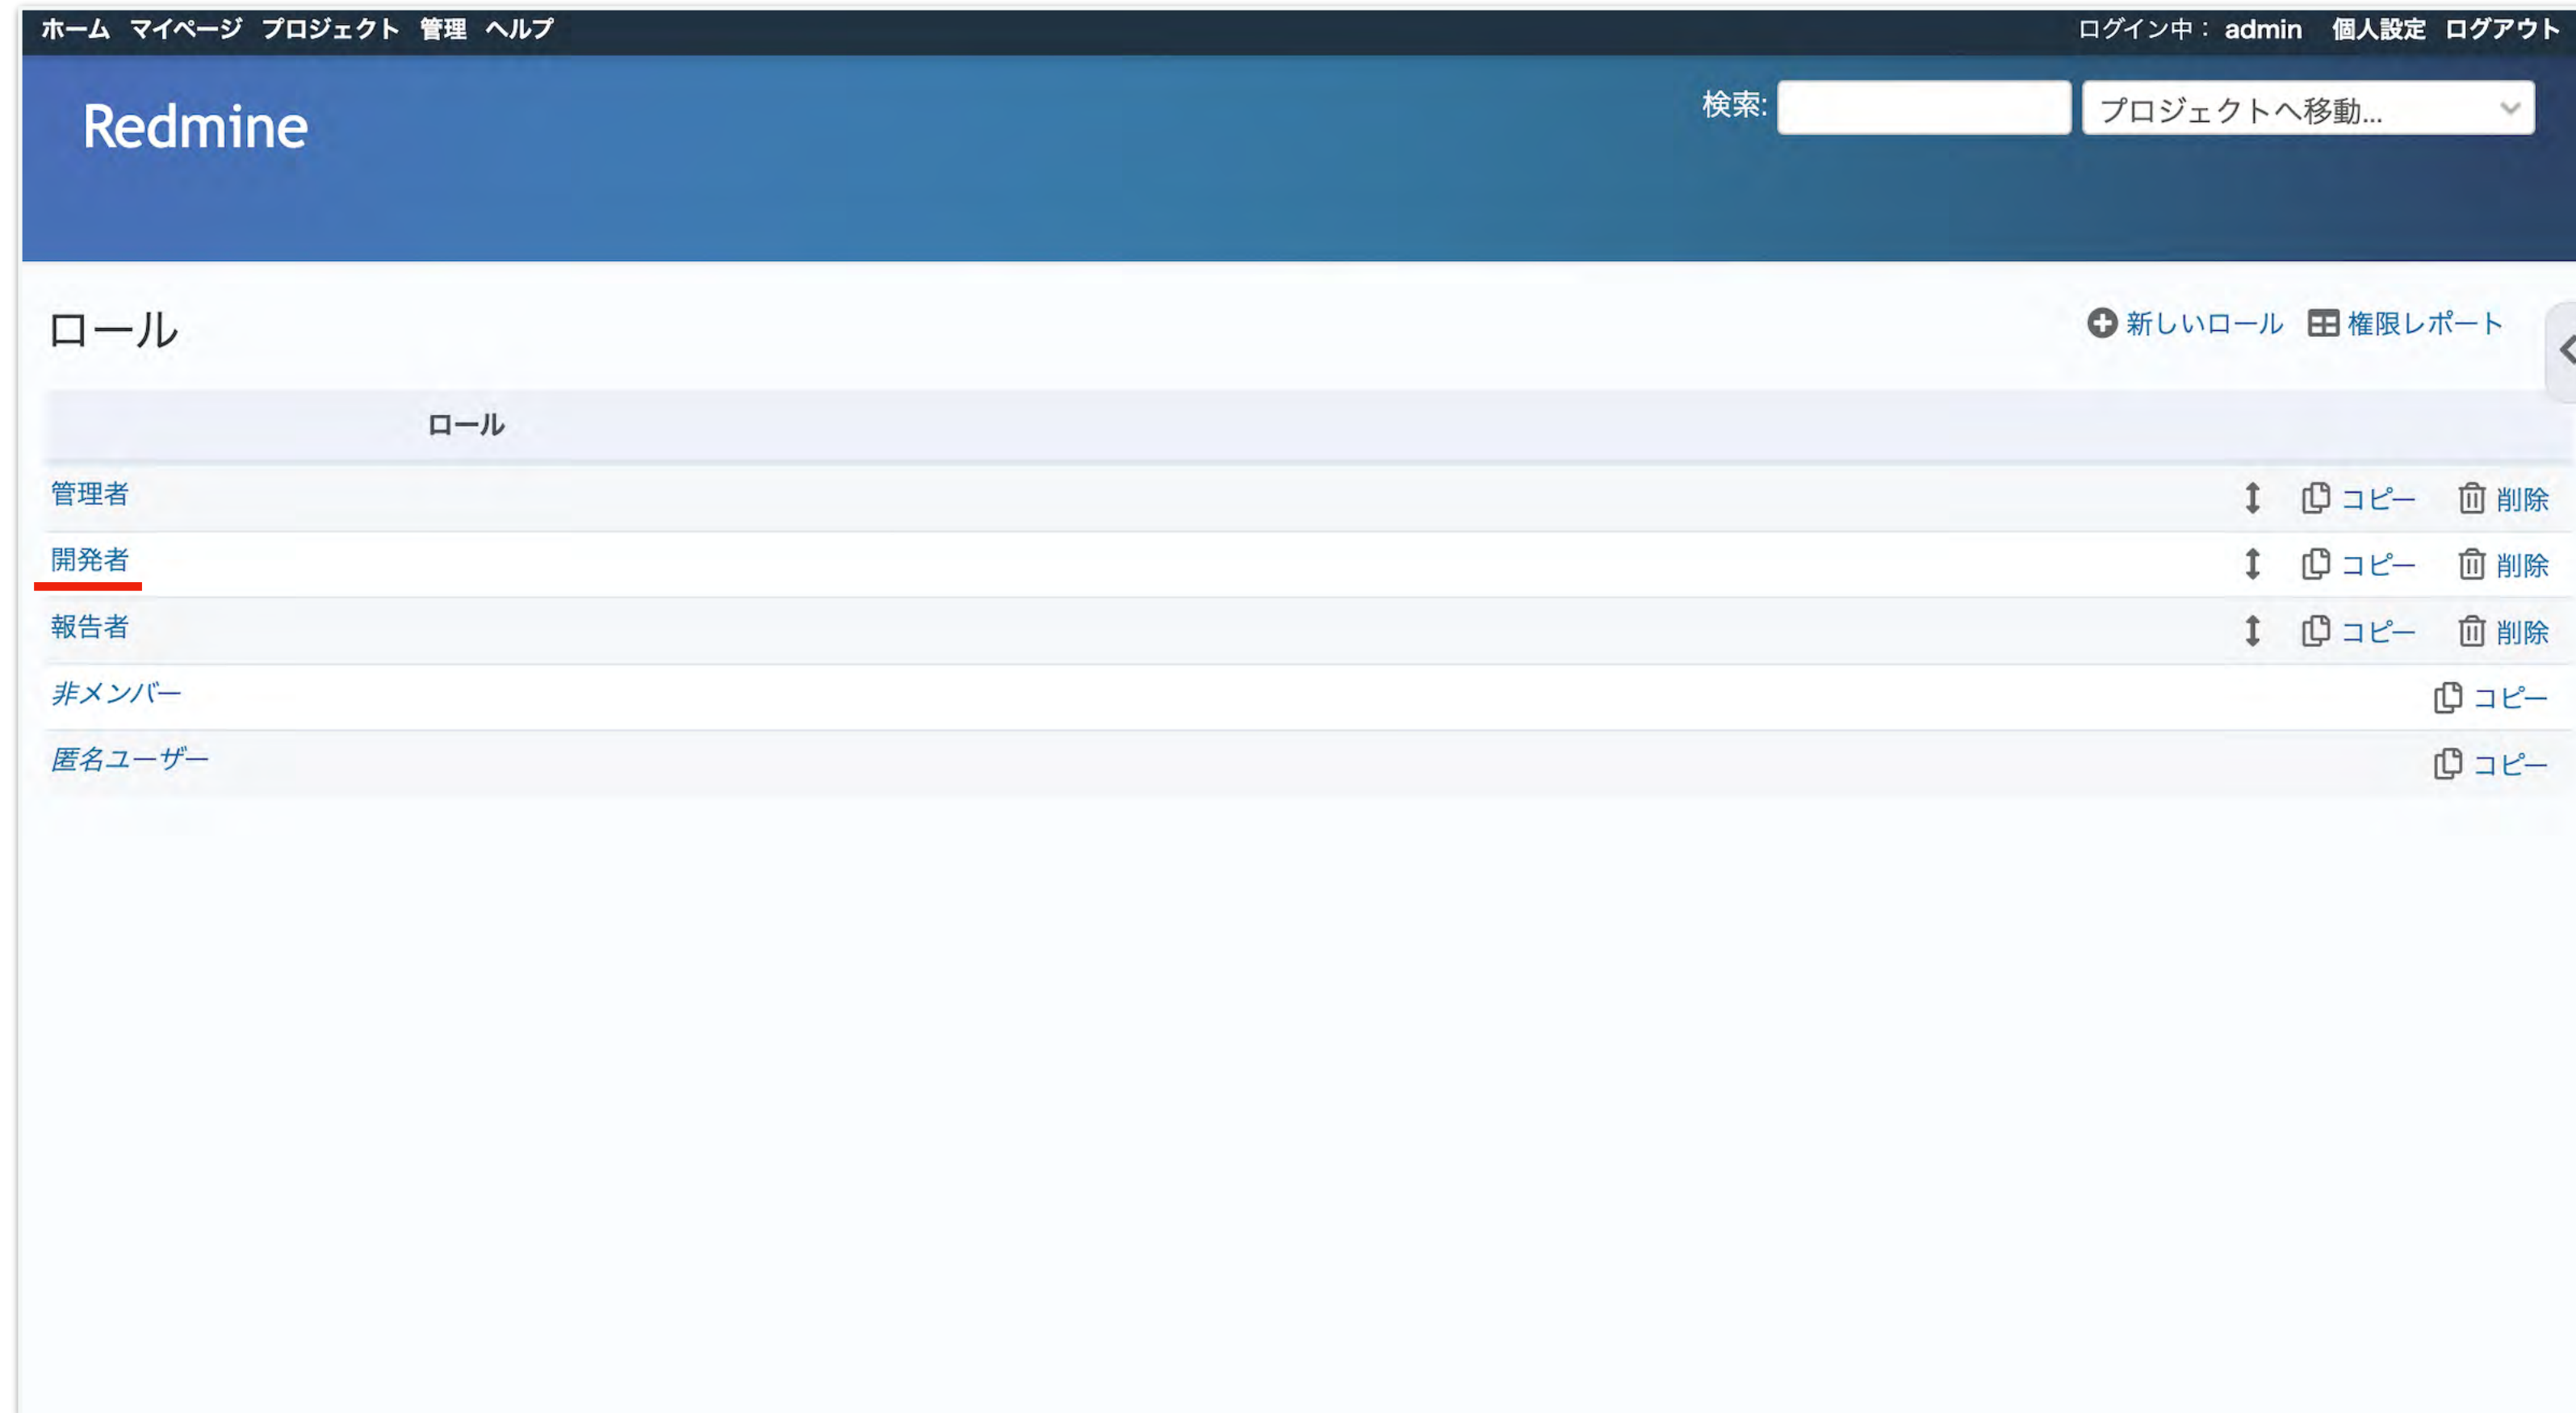 ホーム マイページ プロジェクト 管理 ヘルプ ログイン中： admin 個人設定 ログアウト
Redmine 検索: プロジェクトへ移動...
ロール 新しいロール 権限レポート
ロール
管理者 コピー 削除
開発者 コピー 削除
報告者 コピー 削除
非メンバー コピー
匿名ユーザー コピー